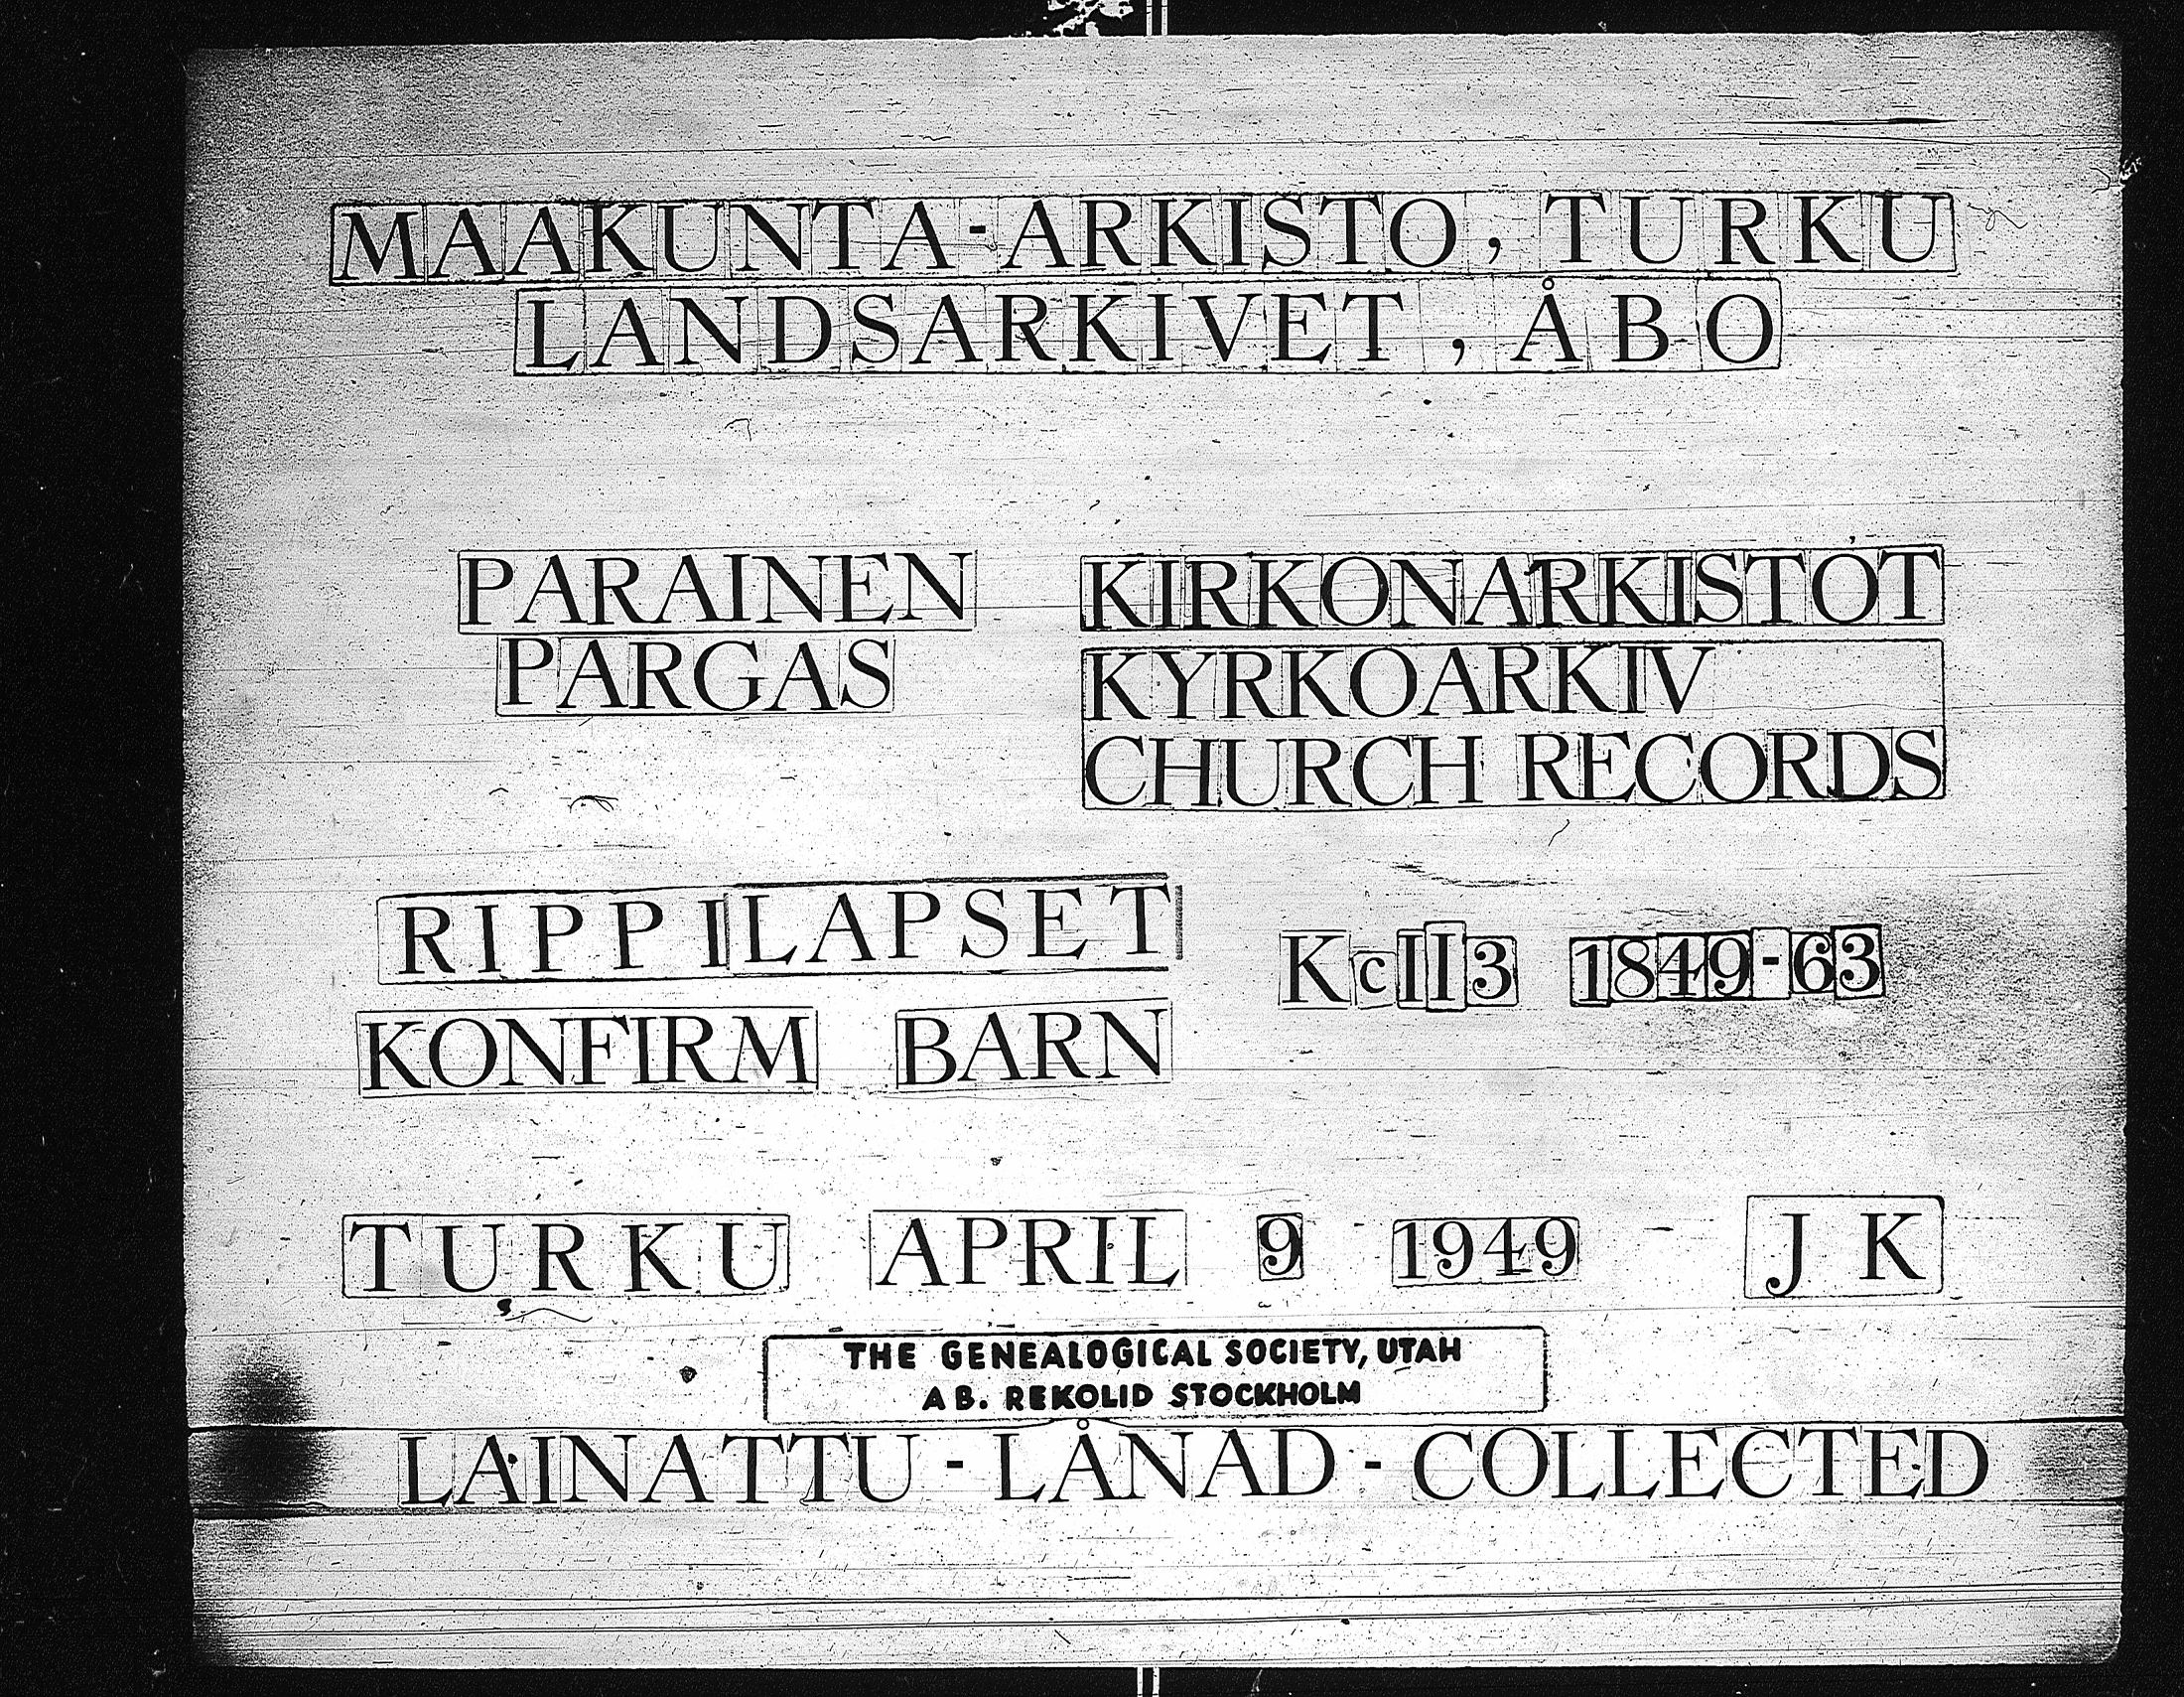 MAAKUNTA-ARKISTO, TURKU
LANDSARKIVET, ÅBO
PARAINEN
PARGAS
KIRKONARKISTOT
KYRKOARKIV
CHURCH RECORDS
RIPPILAPSET
KONFIRM BARN
KcII3 1849-63
TURKU APRIL 9 1949 JK
THE GENEALOGICAL SOCIETY, UTAH
AB. REKOLID STOCKHOLM
LAINATTU - LÅNAD - COLLECTED